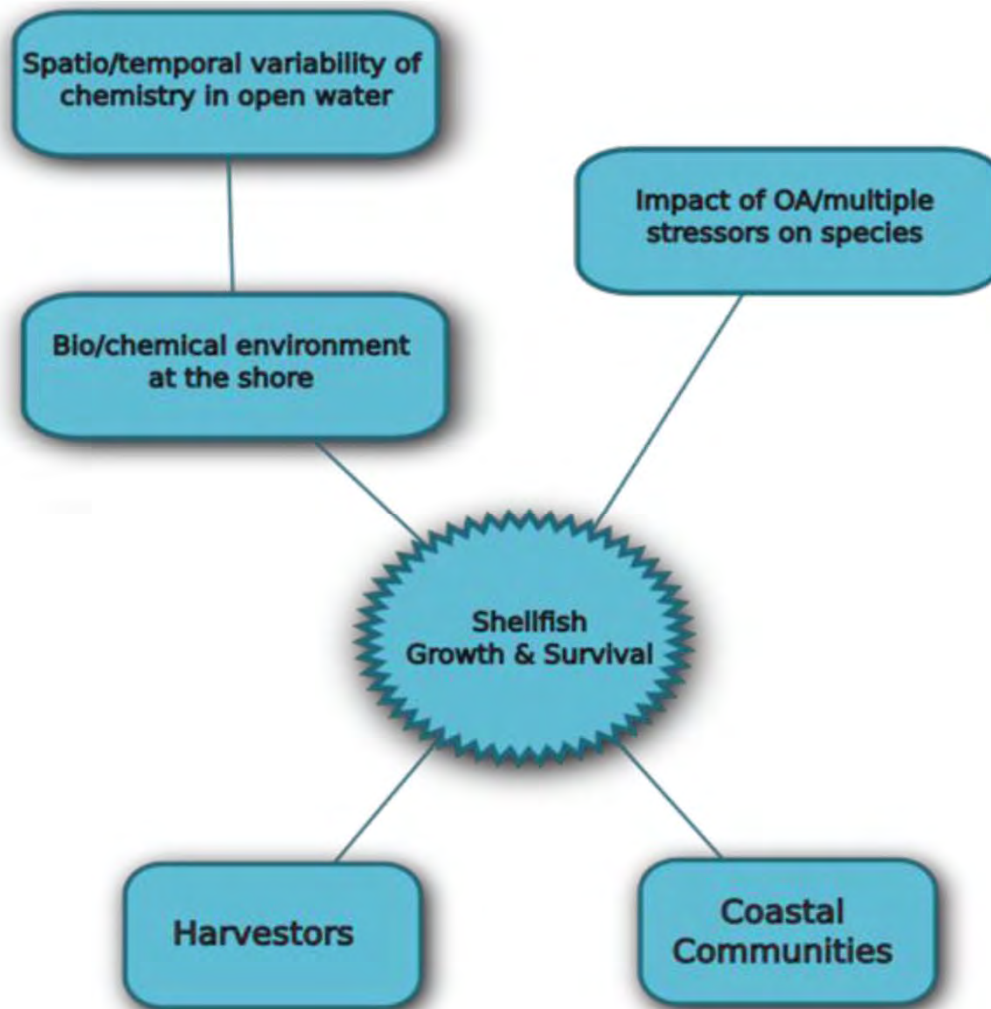 Spatio/temporal variability of
chemistry in open water
Impact of OA/multiple
stressors on species
Bio/chemical environment
at the shore
Shellfish
Growth & Survival
Harvestors
Coastal
Communities